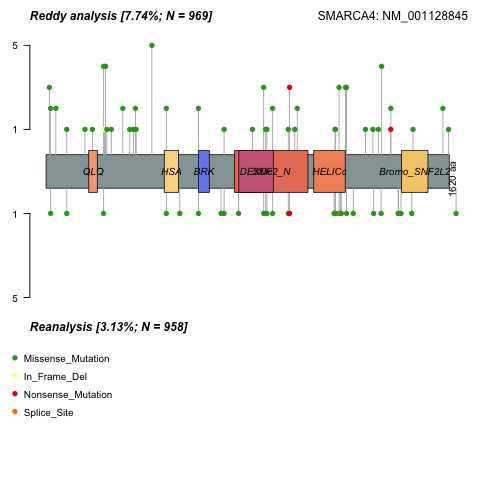 Reddy analysis [7.74%; N = 969]
SMARCA4: NM_001128845
5
1
QLQ
HSA
BRK
SNF2_N
HELICc
Bromo_SNF2L2
1620 aa
1
5
Reanalysis [3.13%; N = 958]
Missense_Mutation
In_Frame_Del
Nonsense_Mutation
Splice_Site